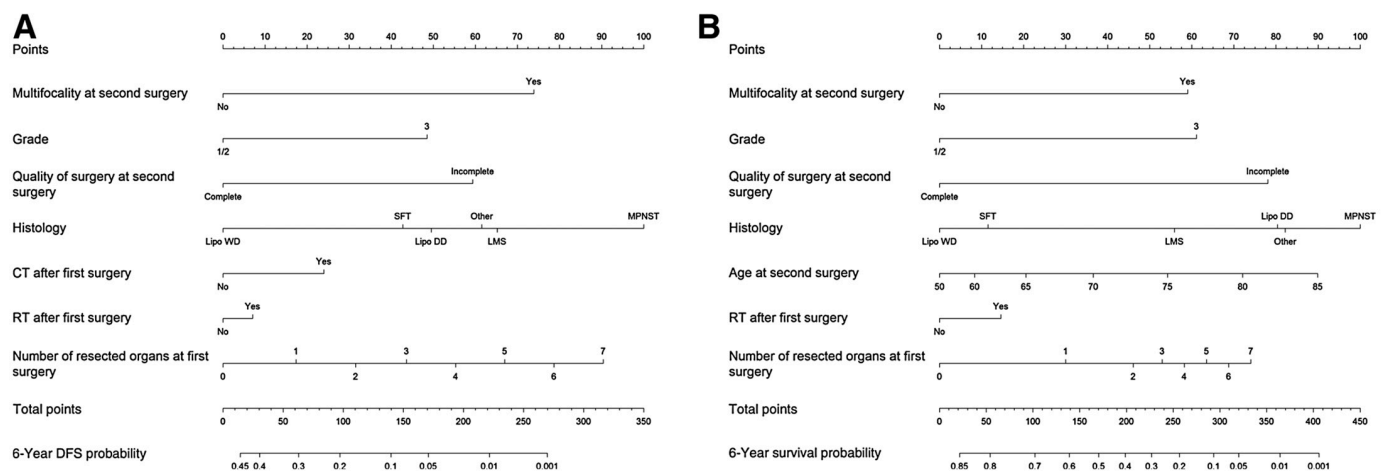 A
Points
0 10 20 30 40 50 60 70 80 90 100
Multifocality at second surgery
Yes
No
Grade
3
1/2
Quality of surgery at second
surgery
Incomplete
Complete
Histology
SFT Other MPNST
Lipo WD Lipo DD LMS
CT after first surgery
Yes
No
RT after first surgery
Yes
No
Number of resected organs at first
surgery
1 3 5 7
0 2 4 6
Total points
0 50 100 150 200 250 300 350
6-Year DFS probability
0.45 0.4 0.3 0.2 0.1 0.05 0.01 0.001
B
Points
0 10 20 30 40 50 60 70 80 90 100
Multifocality at second surgery
Yes
No
Grade
3
1/2
Quality of surgery at second
surgery
Incomplete
Complete
Histology
SFT Lipo DD MPNST
Lipo WD LMS Other
Age at second surgery
50 60 65 70 75 80 85
RT after first surgery
Yes
No
Number of resected organs at first
surgery
1 3 5 7
0 2 4 6
Total points
0 50 100 150 200 250 300 350 400 450
6-Year survival probability
0.85 0.8 0.7 0.6 0.5 0.4 0.3 0.2 0.1 0.05 0.01 0.001